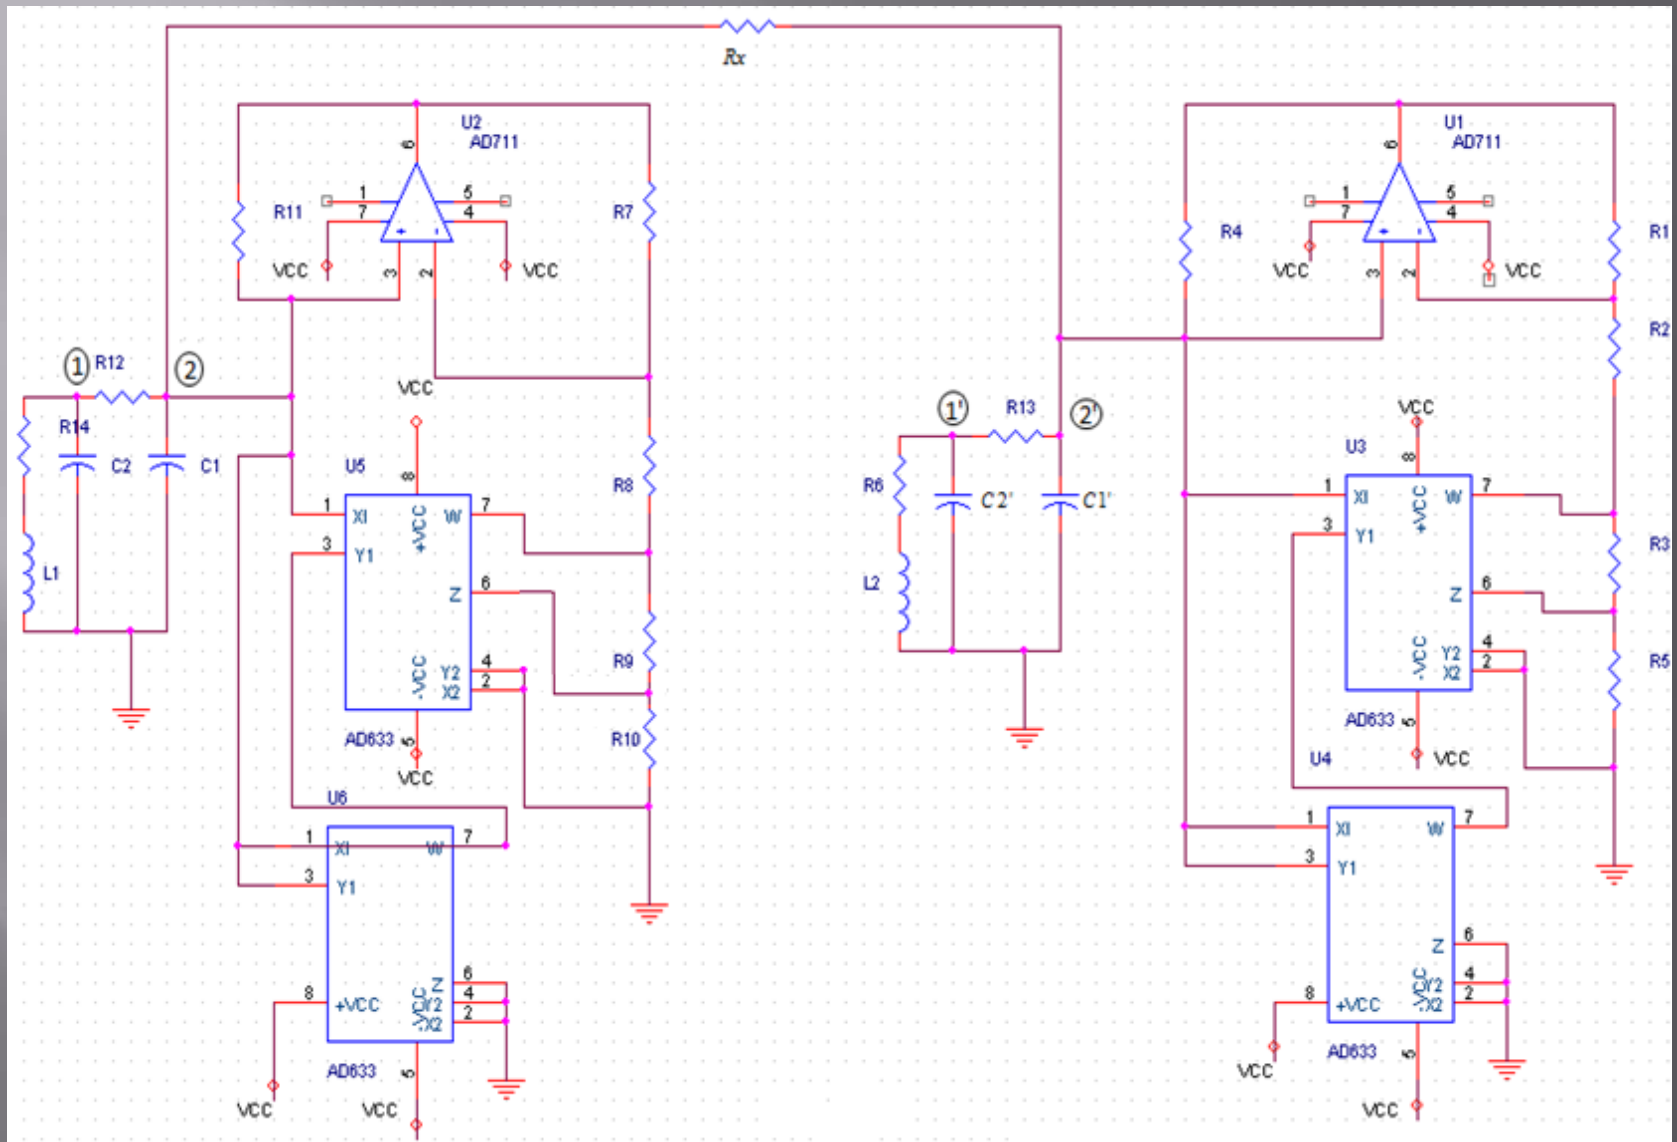 Rx
U2
AD711
6
R11
1
7
5
4
R7
VCC
3
2
VCC
U1
AD711
6
R4
1
7
5
4
R1
VCC
3
2
VCC
R2
1
R12
2
VCC
R14
C2
C1
U5
8
R8
1
XI
+VCC
W
7
3
Y1
Z
6
L1
-VCC
Y2
4
X2
2
R9
AD633
5
VCC
R10
1'
R13
2'
R6
C2'
C1'
L2
VCC
U3
8
1
XI
+VCC
W
7
3
Y1
R3
Z
6
-VCC
Y2
4
X2
2
R5
AD633
5
VCC
U4
U6
1
XI
W
7
3
Y1
Z
6
8
+VCC
-VCC
Y2
4
X2
2
AD633
5
VCC
VCC
1
XI
W
7
3
Y1
Z
6
8
+VCC
-VCC
Y2
4
X2
2
AD633
5
VCC
VCC